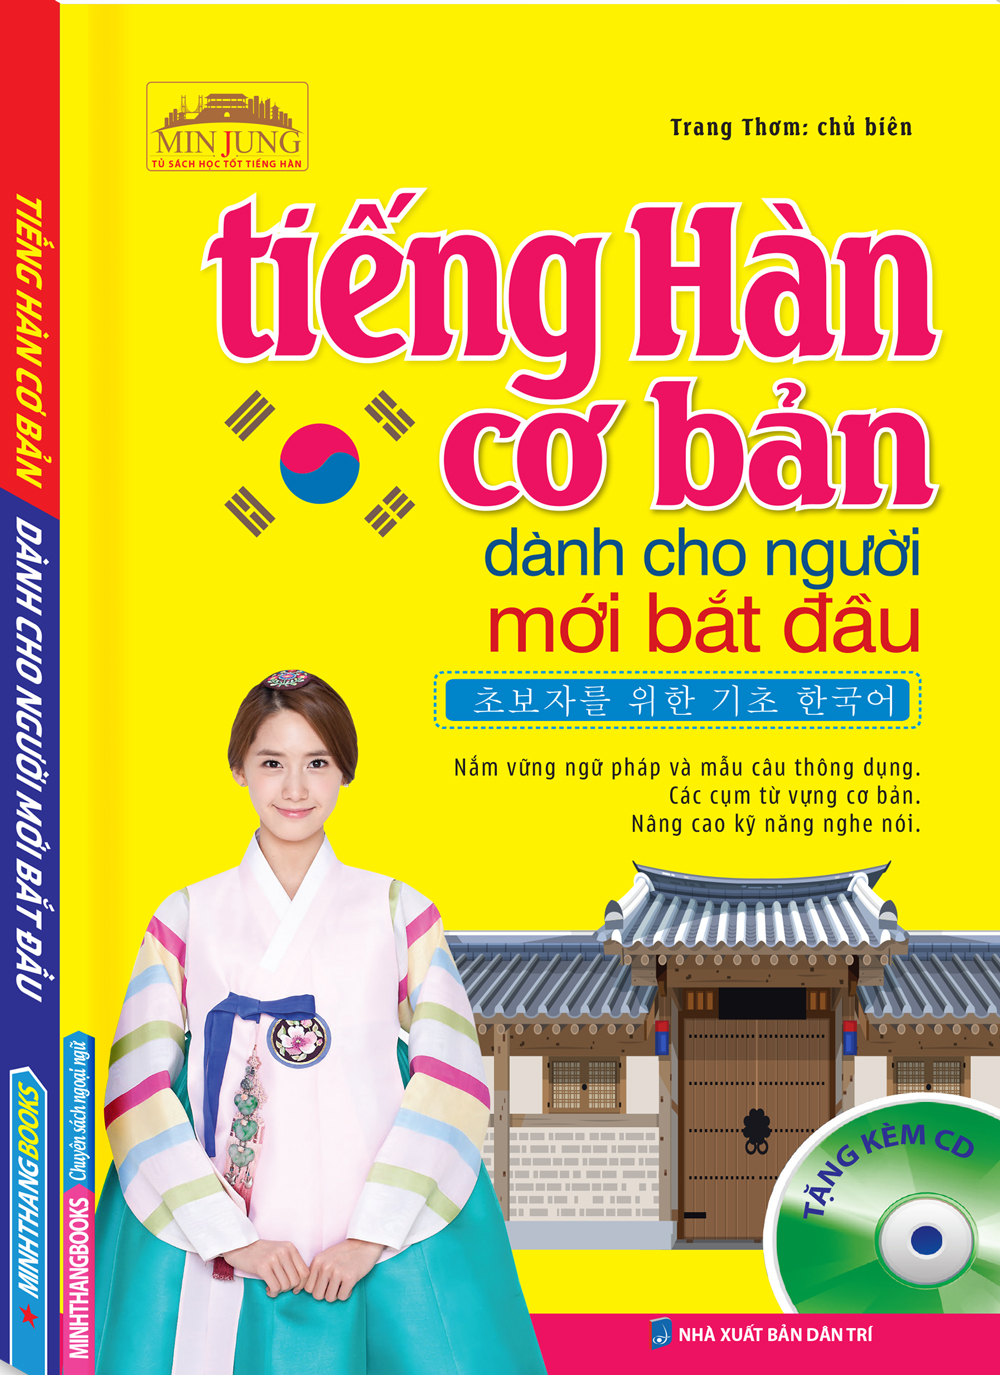 MIN JUNG
TỦ SÁCH HỌC TỐT TIẾNG HÀN
Trang Thơm: chủ biên
tiếng Hàn
cơ bản
dành cho người
mới bắt đầu
초보자를 위한 기초 한국어
Nắm vững ngữ pháp và mẫu câu thông dụng.
Các cụm từ vựng cơ bản.
Nâng cao kỹ năng nghe nói.
TẶNG KÈM CD
NHÀ XUẤT BẢN DÂN TRÍ
MINHTHANGBOOKS Chuyên sách ngoại ngữ
TIẾNG HÀN CƠ BẢN DÀNH CHO NGƯỜI MỚI BẮT ĐẦU
MINHTHANGBOOKS